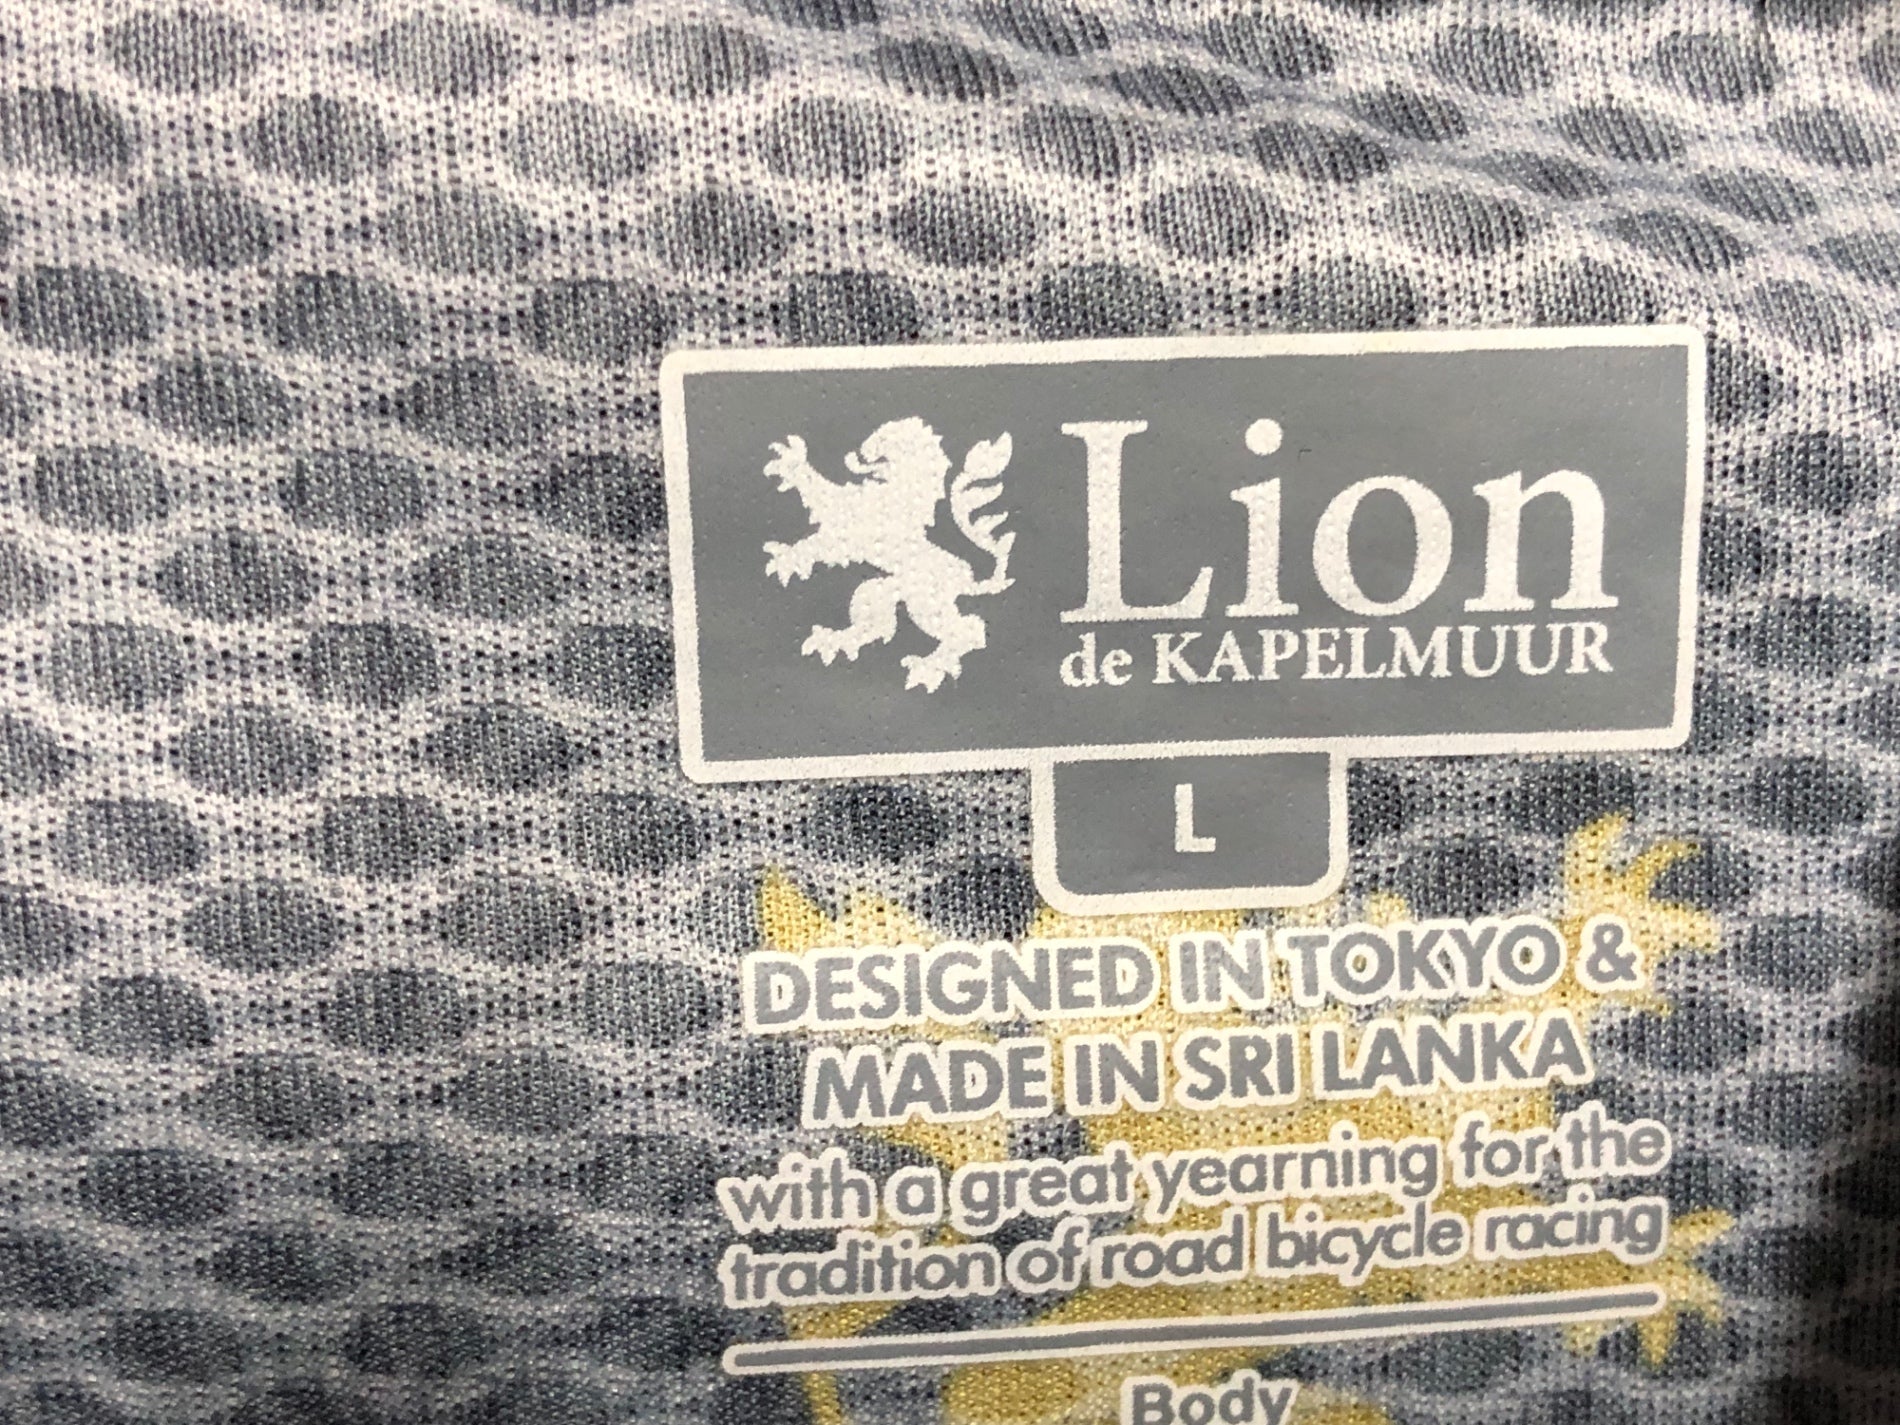 Lion
de KAPELMUUR
L
DESIGNED IN TOKYO &
MADE IN SRI LANKA
with a great yearning for the
tradition of road bicycle racing
Body